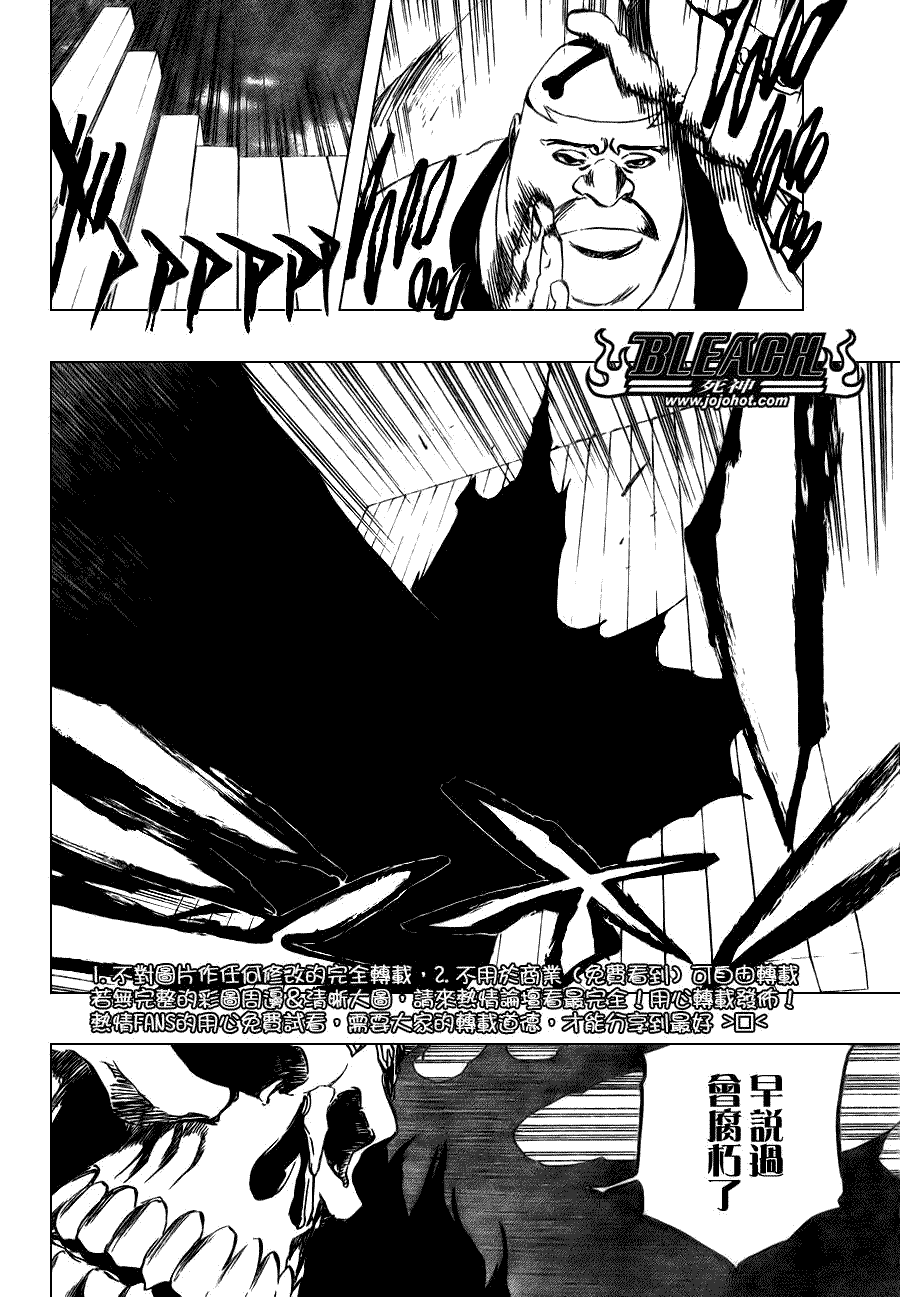 BLEACH
死神
www.jojohot.com
1. 不對圖片作任何修改的完全轉載，2. 不用於商業（免費看到）可自由轉載
若無完整的彩圖周邊&清晰大圖，請來熱情論壇看最完全！用心轉載發佈！
熱情FANS的用心免費試看，需要大家的轉載道德，才能分享到最好 >口<
早說過
會腐朽了